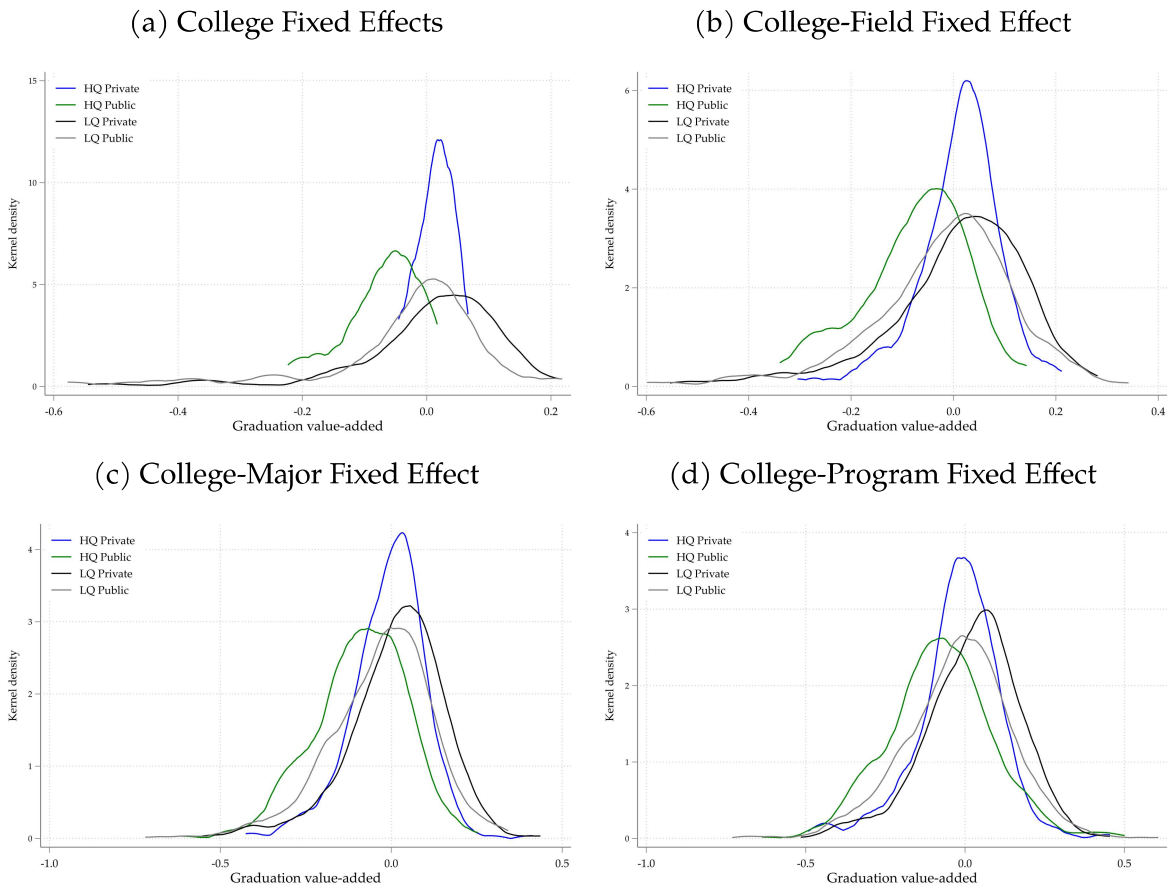 (a) College Fixed Effects
(b) College-Field Fixed Effect
HQ Private
HQ Public
LQ Private
LQ Public
Kernel density
15
10
5
0
-0.6
-0.4
-0.2
0.0
0.2
Graduation value-added
HQ Private
HQ Public
LQ Private
LQ Public
Kernel density
6
4
2
0
-0.6
-0.4
-0.2
0.0
0.2
0.4
Graduation value-added
(c) College-Major Fixed Effect
(d) College-Program Fixed Effect
HQ Private
HQ Public
LQ Private
LQ Public
Kernel density
4
3
2
1
0
-1.0
-0.5
0.0
0.5
Graduation value-added
HQ Private
HQ Public
LQ Private
LQ Public
Kernel density
4
3
2
1
0
-1.0
-0.5
0.0
0.5
Graduation value-added